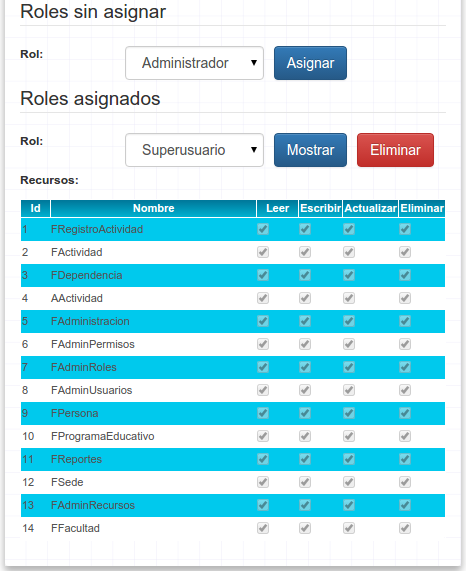 Roles sin asignar
Rol: Administrador Asignar
Roles asignados
Rol: Superusuario Mostrar Eliminar
Recursos:
Id Nombre Leer Escribir Actualizar Eliminar
1 FRegistroActividad
2 FActividad
3 FDependencia
4 AActividad
5 FAdministracion
6 FAdminPermisos
7 FAdminRoles
8 FAdminUsuarios
9 FPersona
10 FProgramaEducativo
11 FReportes
12 FSede
13 FAdminRecursos
14 FFacultad